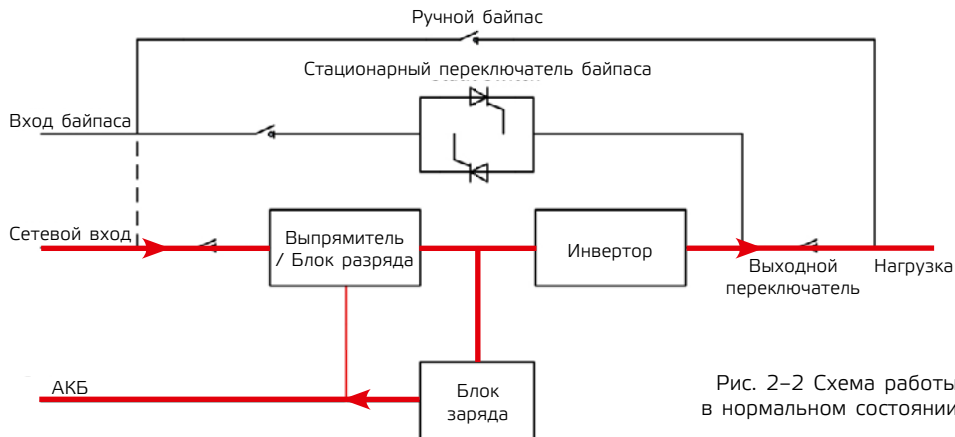 Ручной байпас
Стационарный переключатель байпаса
Вход байпаса
Сетевой вход
Выпрямитель
/ Блок разряда
Инвертор
Выходной
переключатель
Нагрузка
АКБ
Блок
заряда
Рис. 2-2 Схема работы
в нормальном состоянии